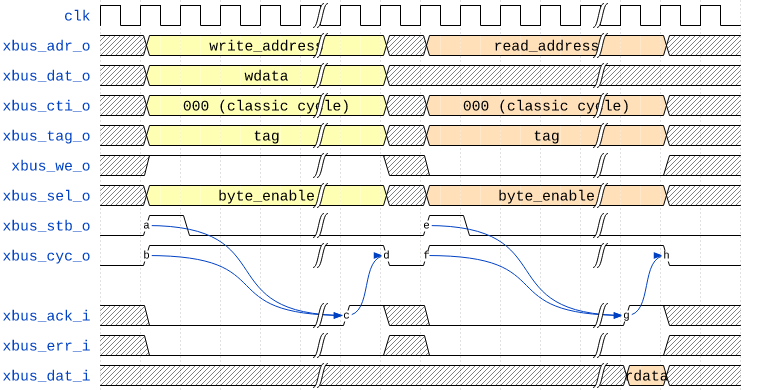 clk
xbus_adr_o write_address read_address
xbus_dat_o wdata
xbus_cti_o 000 (classic cycle) 000 (classic cycle)
xbus_tag_o tag tag
xbus_we_o
xbus_sel_o byte_enable byte_enable
xbus_stb_o a e
xbus_cyc_o b d f h
xbus_ack_i c g
xbus_err_i
xbus_dat_i rdata